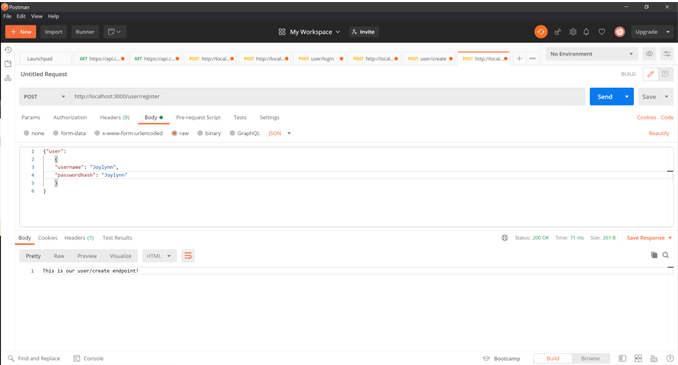 Postman
File Edit View Help
+ New Import Runner My Workspace Invite Upgrade
Launchpad GET https://api.c... GET https://api.c... POST http://local... POST http://local... POST user/login POST http://local... POST user/create POST http://local... + ••• No Environment
Untitled Request BUILD
POST http://localhost:3000/user/register Send Save
Params Authorization Headers (9) Body Pre-request Script Tests Settings Cookies Code
none form-data x-www-form-urlencoded raw binary GraphQL JSON Beautify
1 {"user":
2 {
3 "username": "Joylynn",
4 "passwordhash": "Joylynn"
5 }
6 }
Body Cookies Headers (7) Test Results Status: 200 OK Time: 71 ms Size: 261 B Save Response
Pretty Raw Preview Visualize HTML
1 This is our user/create endpoint!
Find and Replace Console Bootcamp Build Browse